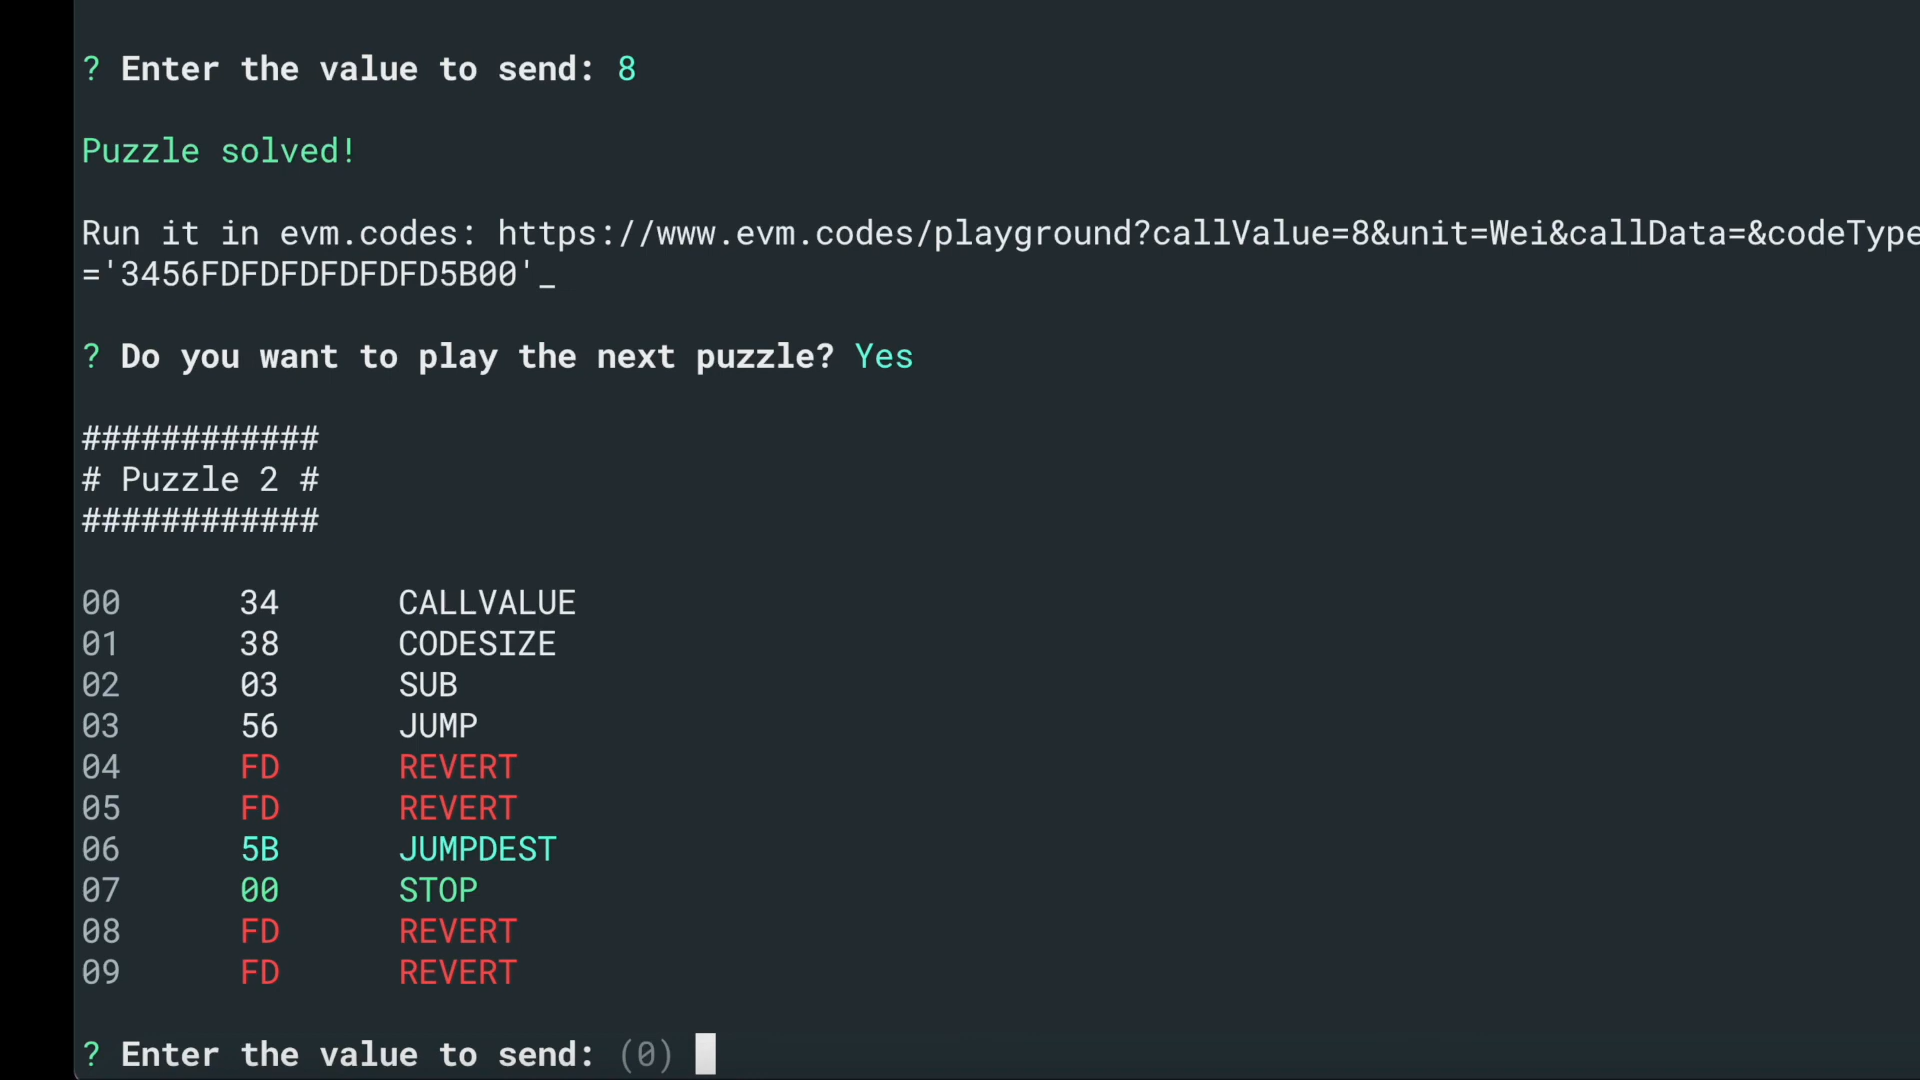 ? Enter the value to send: 8
Puzzle solved!
Run it in evm.codes: https://www.evm.codes/playground?callValue=8&unit=Wei&callData=&codeType
='3456FDFDFDFDFDFD5B00'_
? Do you want to play the next puzzle? Yes
############
# Puzzle 2 #
############
00 34 CALLVALUE
01 38 CODESIZE
02 03 SUB
03 56 JUMP
04 FD REVERT
05 FD REVERT
06 5B JUMPDEST
07 00 STOP
08 FD REVERT
09 FD REVERT
? Enter the value to send: (0)